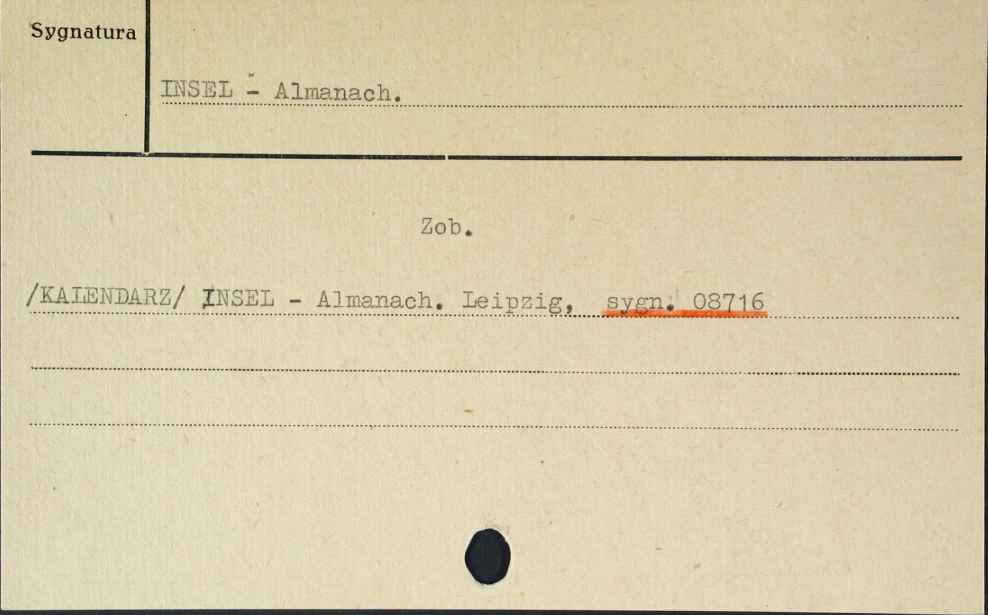 Sygnatura
INSEL - Almanach.
Zob.
/KALENDARZ/ INSEL - Almanach. Leipzig, sygn. 08716